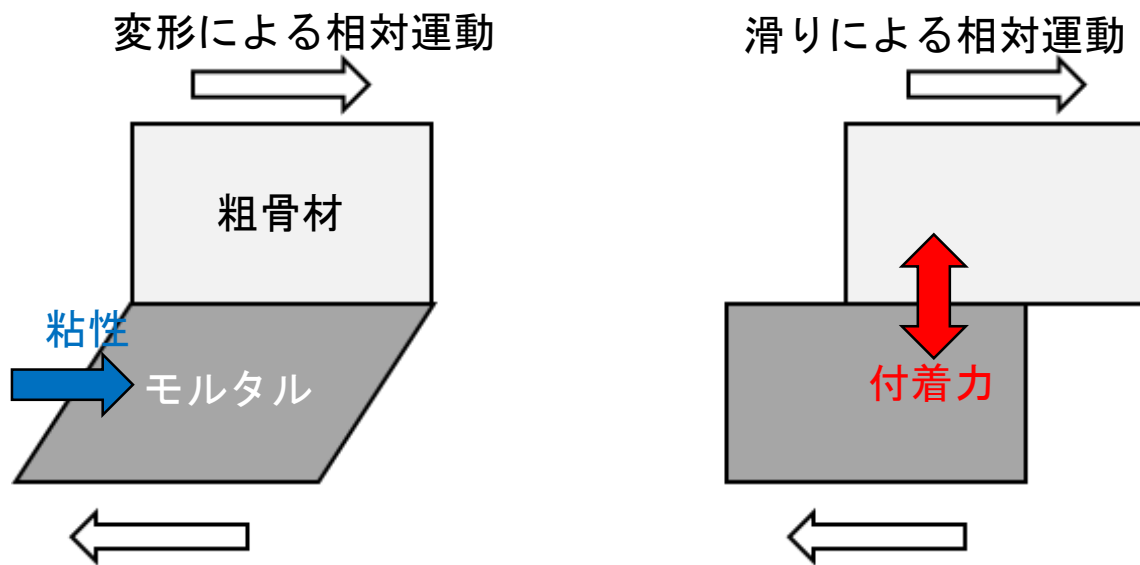 変形による相対運動
滑りによる相対運動
粗骨材
粘性
モルタル
付着力